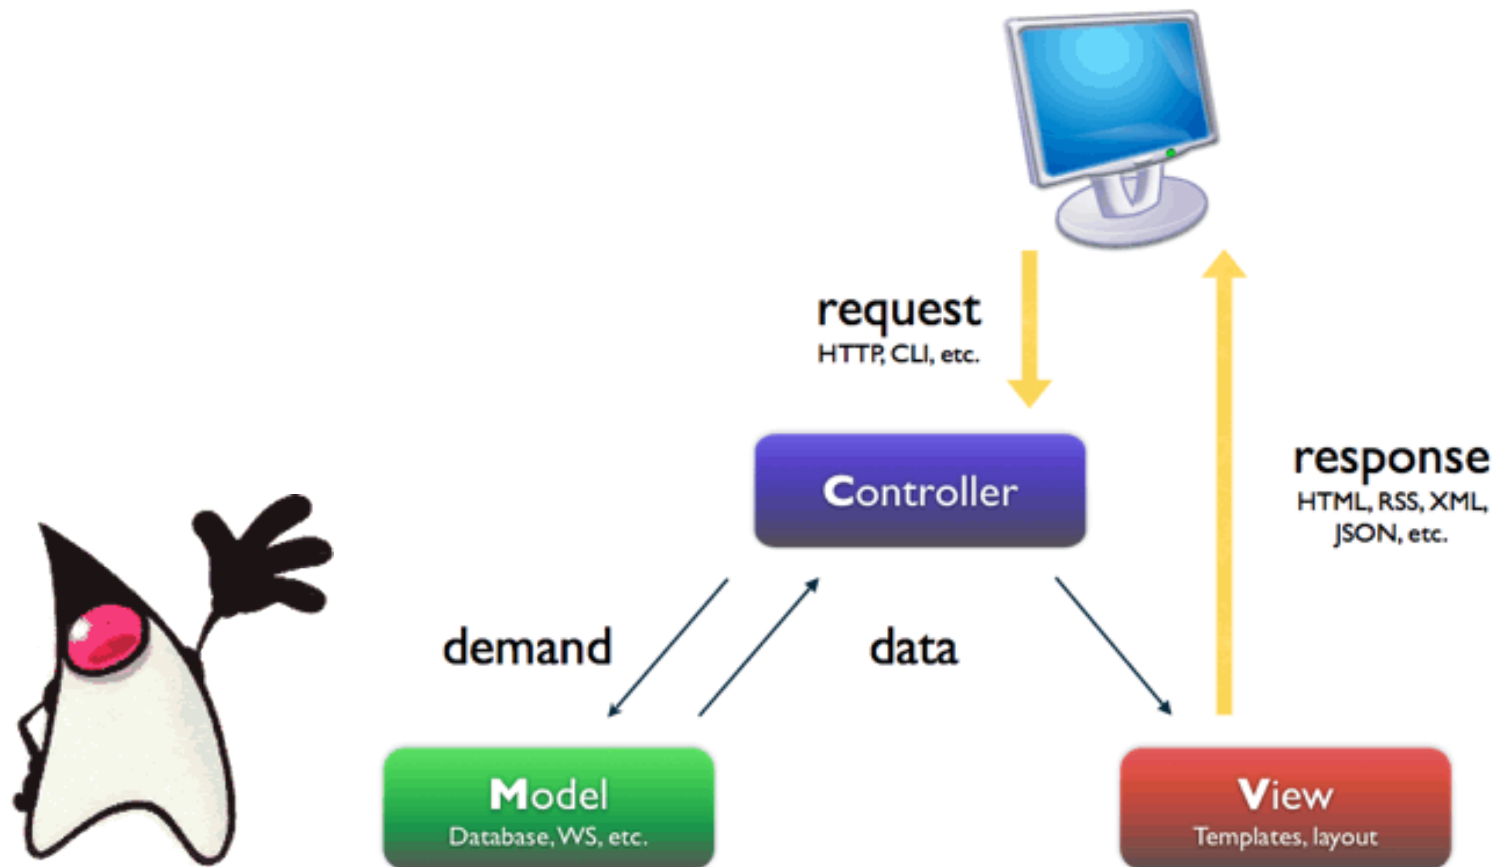 request
HTTP, CLI, etc.
Controller
response
HTML, RSS, XML,
JSON, etc.
demand
data
Model
Database, WS, etc.
View
Templates, layout